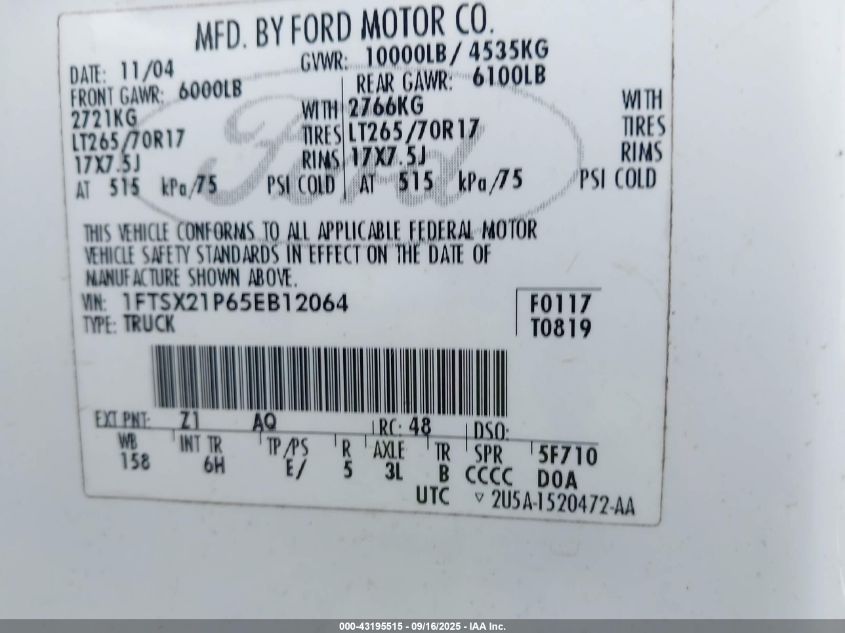 MFD. BY FORD MOTOR CO.
DATE: 11/04 GVWR: 10000LB/ 4535KG
FRONT GAWR: 6000LB REAR GAWR: 6100LB
2721KG WITH 2766KG WITH
LT265/70R17 TIRES LT265/70R17 TIRES
17X7.5J RIMS 17X7.5J RIMS
AT 515 kPa/75 PSI COLD AT 515 kPa/75 PSI COLD
Ford
THIS VEHICLE CONFORMS TO ALL APPLICABLE FEDERAL MOTOR
VEHICLE SAFETY STANDARDS IN EFFECT ON THE DATE OF
MANUFACTURE SHOWN ABOVE.
VIN: 1FTSX21P65EB12064 F0117
TYPE: TRUCK T0819
EXT PNT: Z1 AQ RC: 48 DSO:
WB INT TR TP/PS R AXLE TR SPR 5F710
158 6H E/ 5 3L B CCCC DOA
UTC ▽ 2U5A-1520472-AA
000-43195515 - 09/16/2025 - IAA Inc.